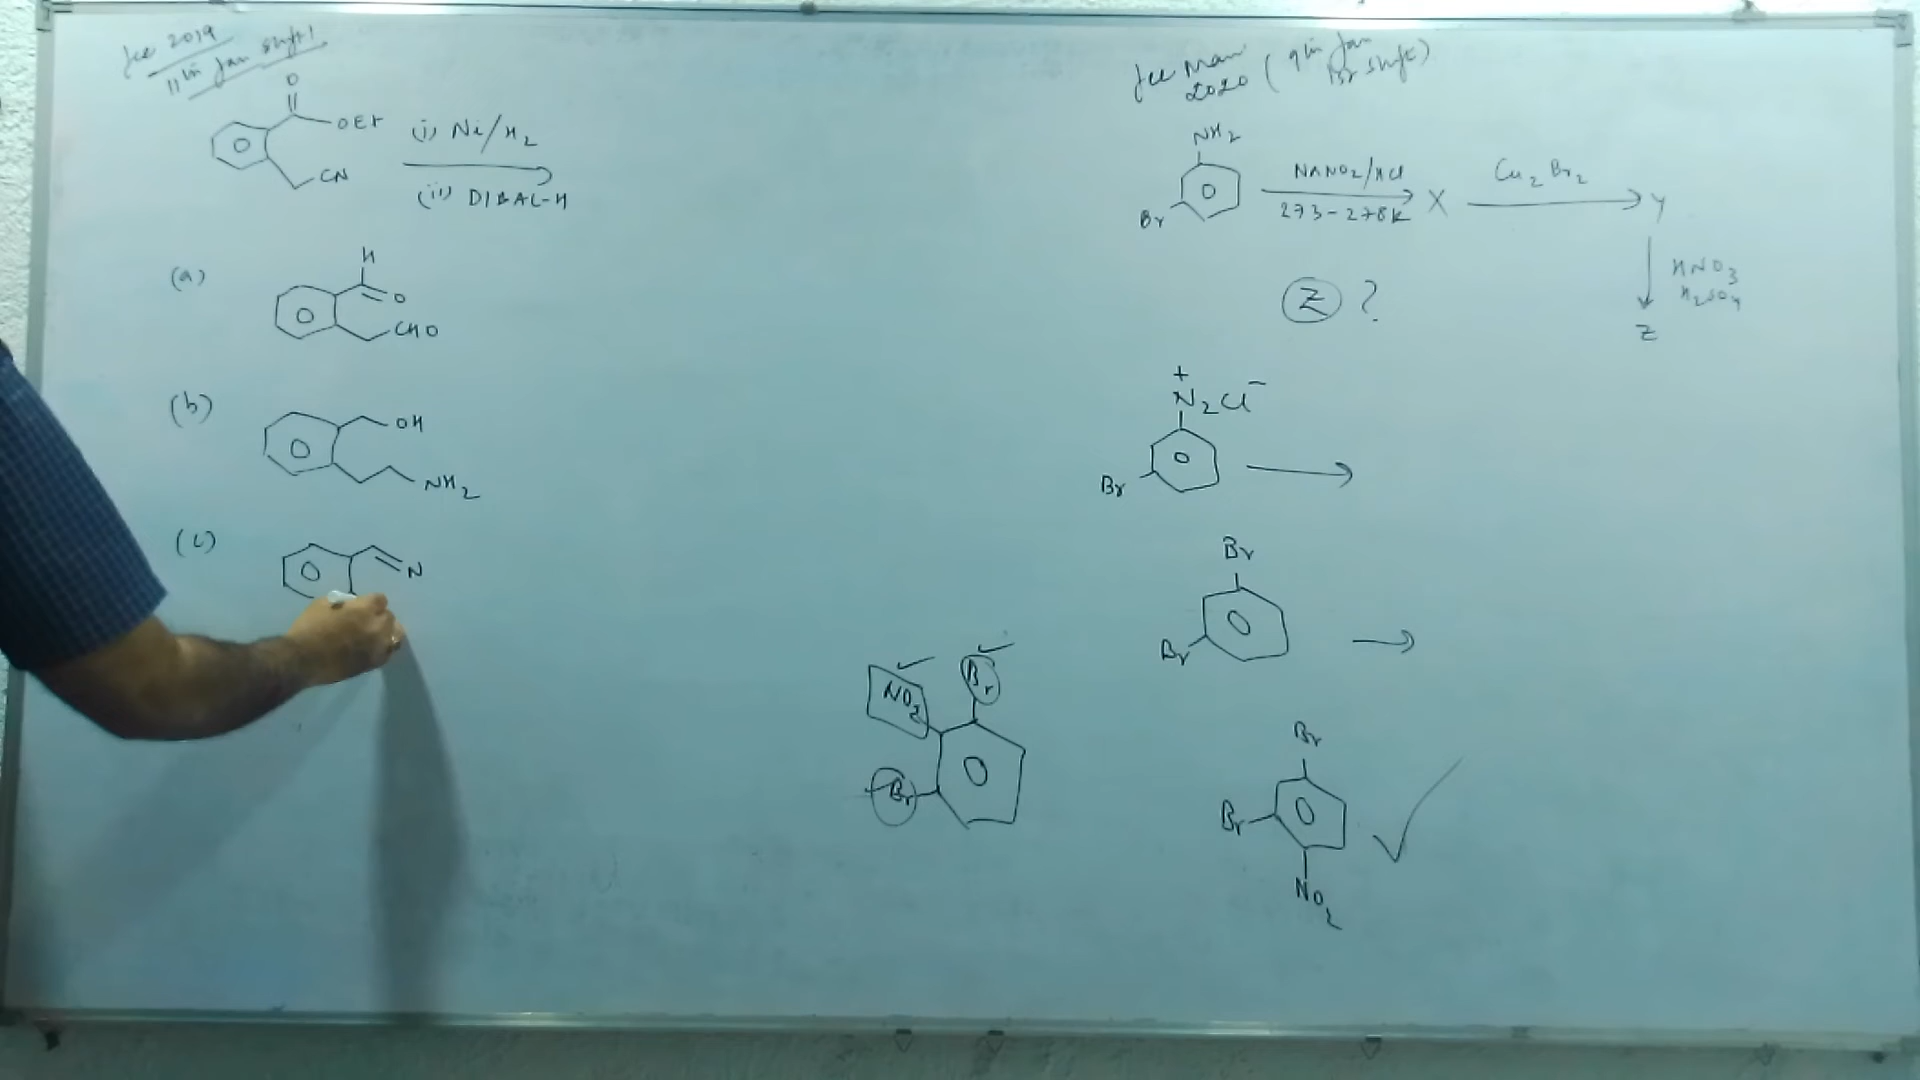 Jee 2019
11th Jan shift 1
O
OEt
CN
(i) Ni/H2
(ii) DIBAL-H
(a)
H
O
CHO
(b)
OH
NH2
(c)
N
Jee Main
2020 (9th Jan
1st shift)
NH2
Br
NaNO2/HCl
273-278K
X
Cu2Br2
Y
HNO3
H2SO4
Z
Z ?
+ -
N2Cl
Br
Br
Br
NO2
Br
Br
Br
Br
NO2